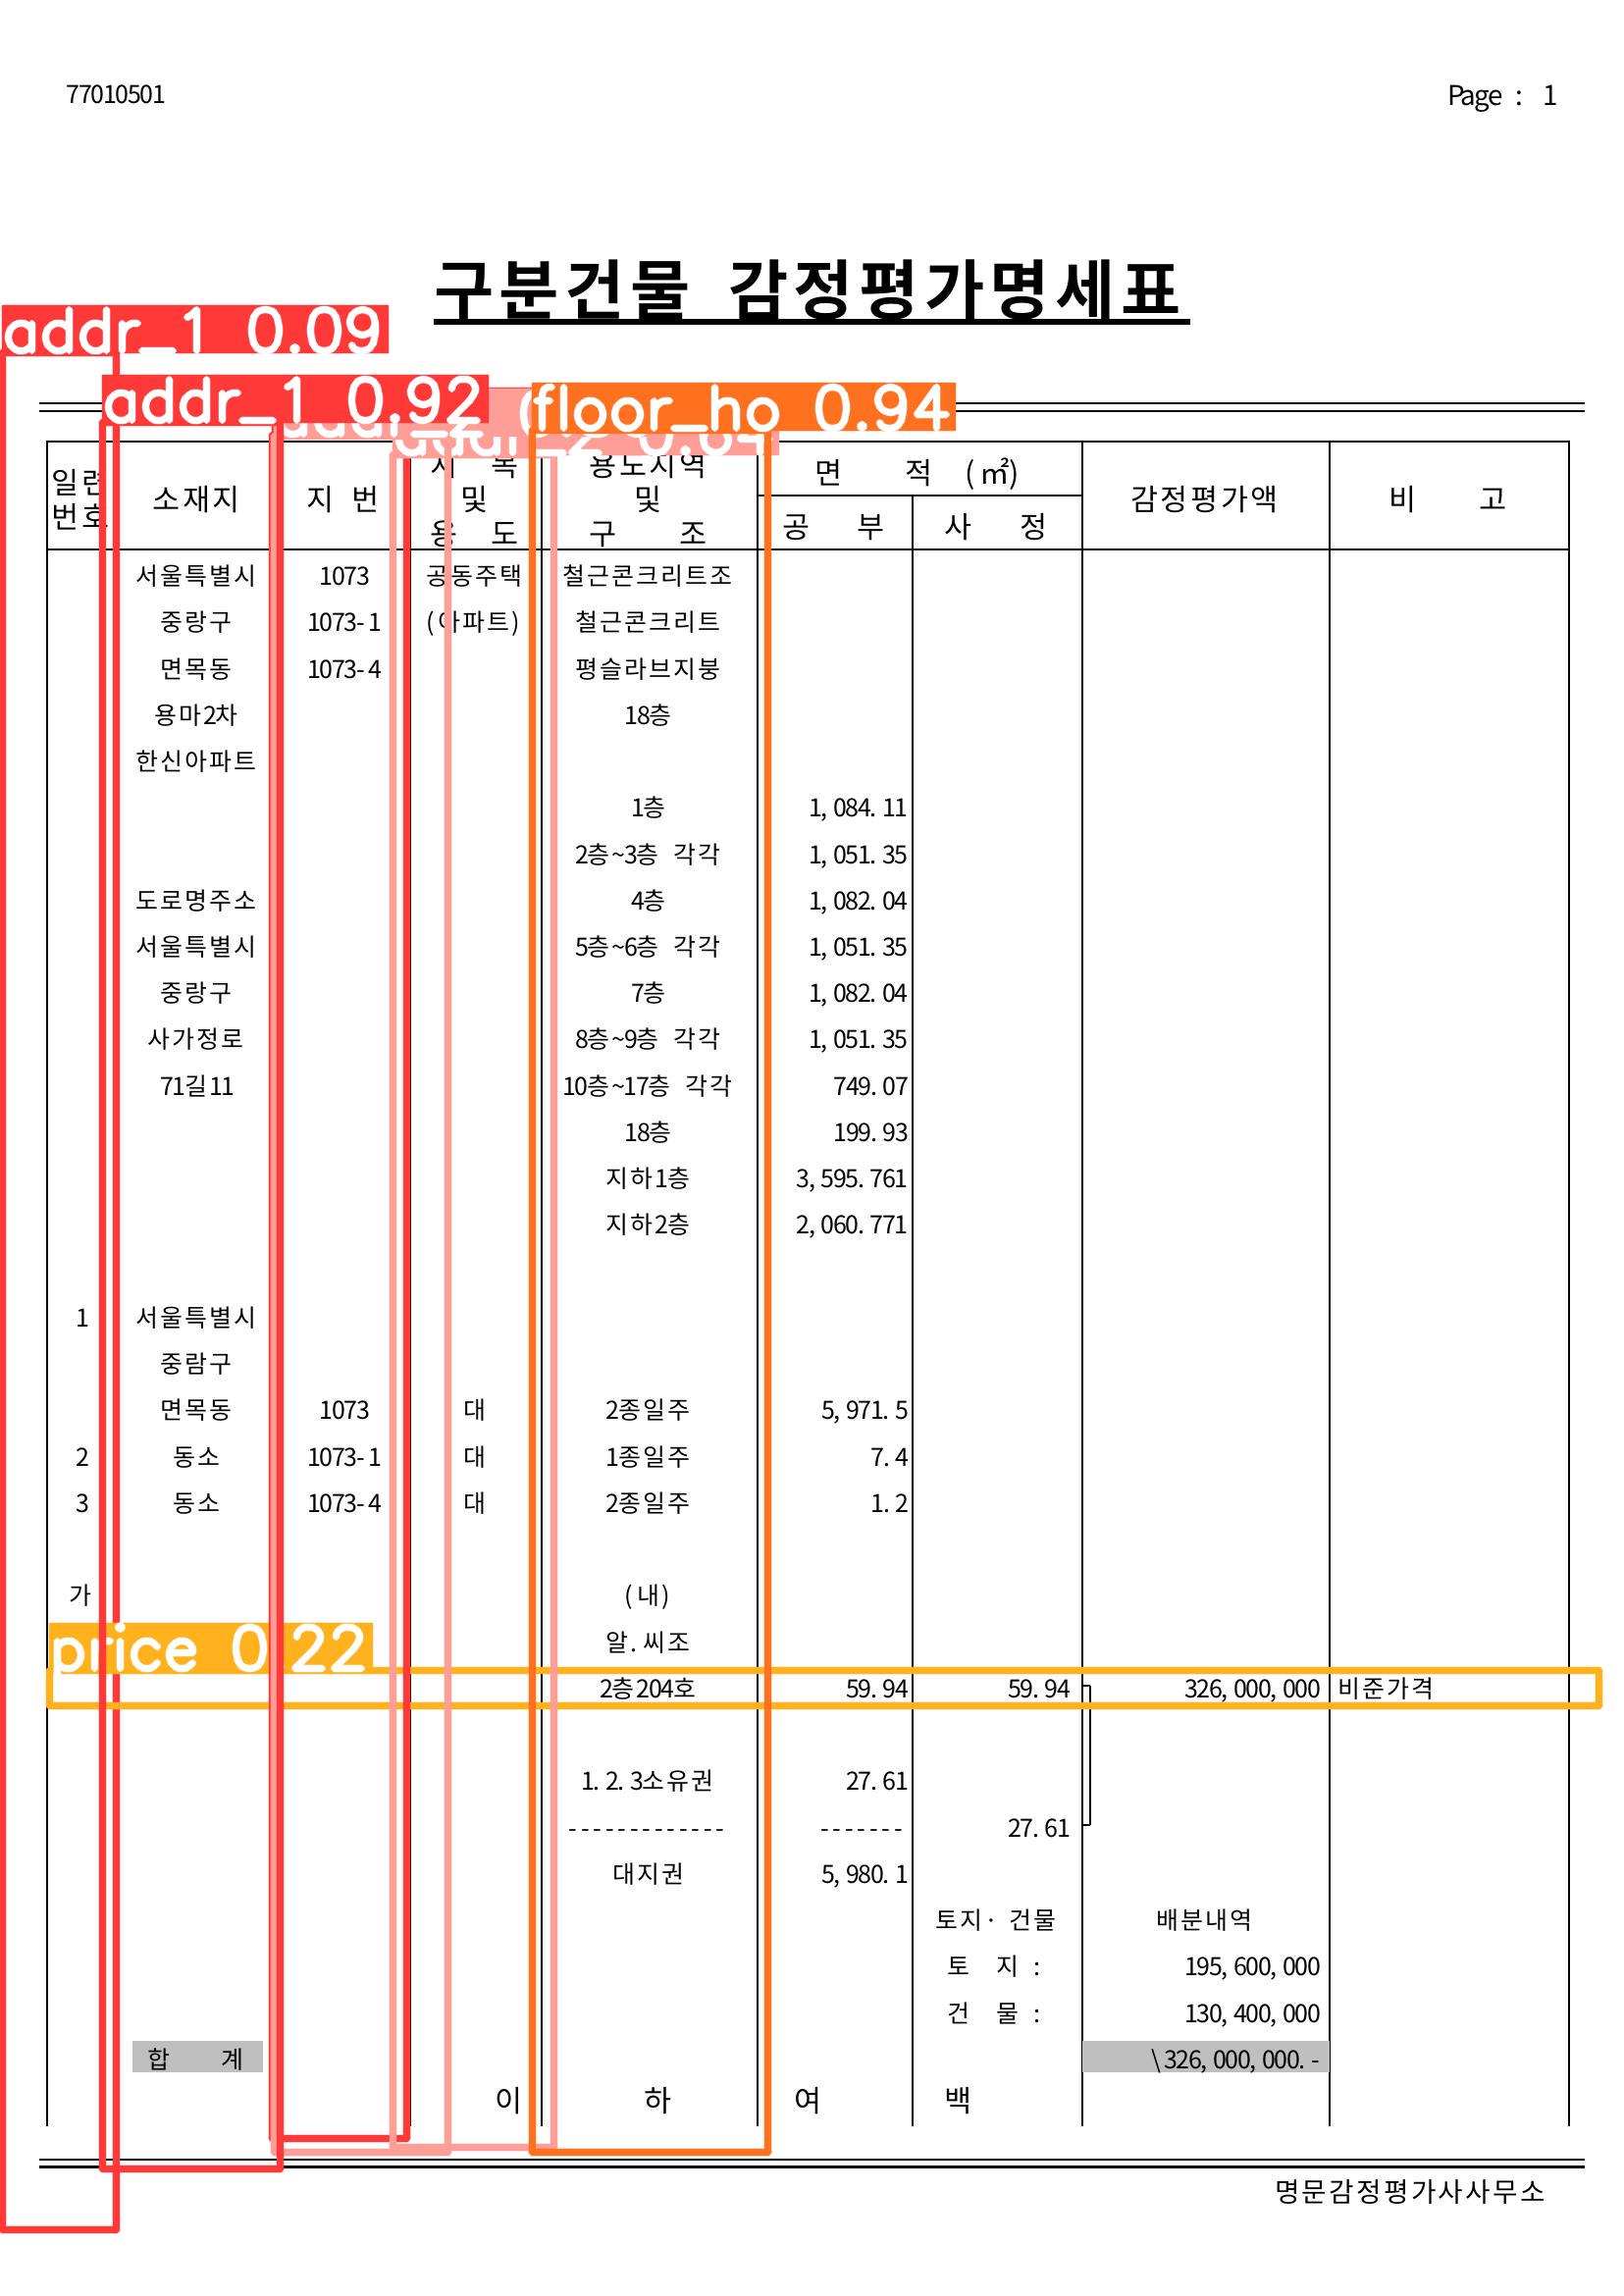 77010501 Page : 1
구분건물 감정평가명세표
addr_1 0.09
addr_1 0.92 floor_ho 0.94
일련 번호 소재지 지 번 지 목 및 용 도 용도지역 및 구 조 면 적 (㎡) 감정평가액 비 고
공 부 사 정
서울특별시 1073 공동주택 철근콘크리트조
중랑구 1073-1 (아파트) 철근콘크리트
면목동 1073-4 평슬라브지붕
용마2차 18층
한신아파트
1층 1,084.11
2층~3층 각각 1,051.35
도로명주소 4층 1,082.04
서울특별시 5층~6층 각각 1,051.35
중랑구 7층 1,082.04
사가정로 8층~9층 각각 1,051.35
71길11 10층~17층 각각 749.07
18층 199.93
지하1층 3,595.761
지하2층 2,060.771
1 서울특별시
중람구
면목동 1073 대 2종일주 5,971.5
2 동소 1073-1 대 1종일주 7.4
3 동소 1073-4 대 2종일주 1.2
가 (내)
price 0.22 알.씨조
2층204호 59.94 59.94 326,000,000 비준가격
1.2.3소유권 27.61
------------- ------- 27.61
대지권 5,980.1
토지· 건물 배분내역
토 지 : 195,600,000
건 물 : 130,400,000
합 계 \326,000,000.-
이 하 여 백
명문감정평가사사무소